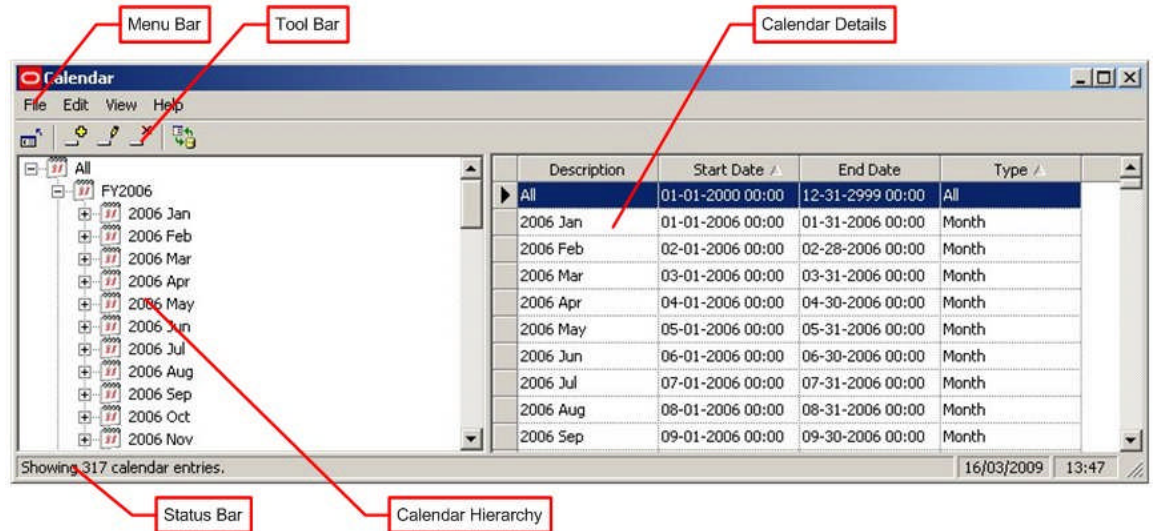 Menu Bar
Tool Bar
Calendar Details
Calendar
File Edit View Help
All
FY2006
2006 Jan
2006 Feb
2006 Mar
2006 Apr
2006 May
2006 Jun
2006 Jul
2006 Aug
2006 Sep
2006 Oct
2006 Nov
Description Start Date End Date Type
All 01-01-2000 00:00 12-31-2999 00:00 All
2006 Jan 01-01-2006 00:00 01-31-2006 00:00 Month
2006 Feb 02-01-2006 00:00 02-28-2006 00:00 Month
2006 Mar 03-01-2006 00:00 03-31-2006 00:00 Month
2006 Apr 04-01-2006 00:00 04-30-2006 00:00 Month
2006 May 05-01-2006 00:00 05-31-2006 00:00 Month
2006 Jun 06-01-2006 00:00 06-30-2006 00:00 Month
2006 Jul 07-01-2006 00:00 07-31-2006 00:00 Month
2006 Aug 08-01-2006 00:00 08-31-2006 00:00 Month
2006 Sep 09-01-2006 00:00 09-30-2006 00:00 Month
Showing 317 calendar entries. 16/03/2009 13:47
Status Bar
Calendar Hierarchy